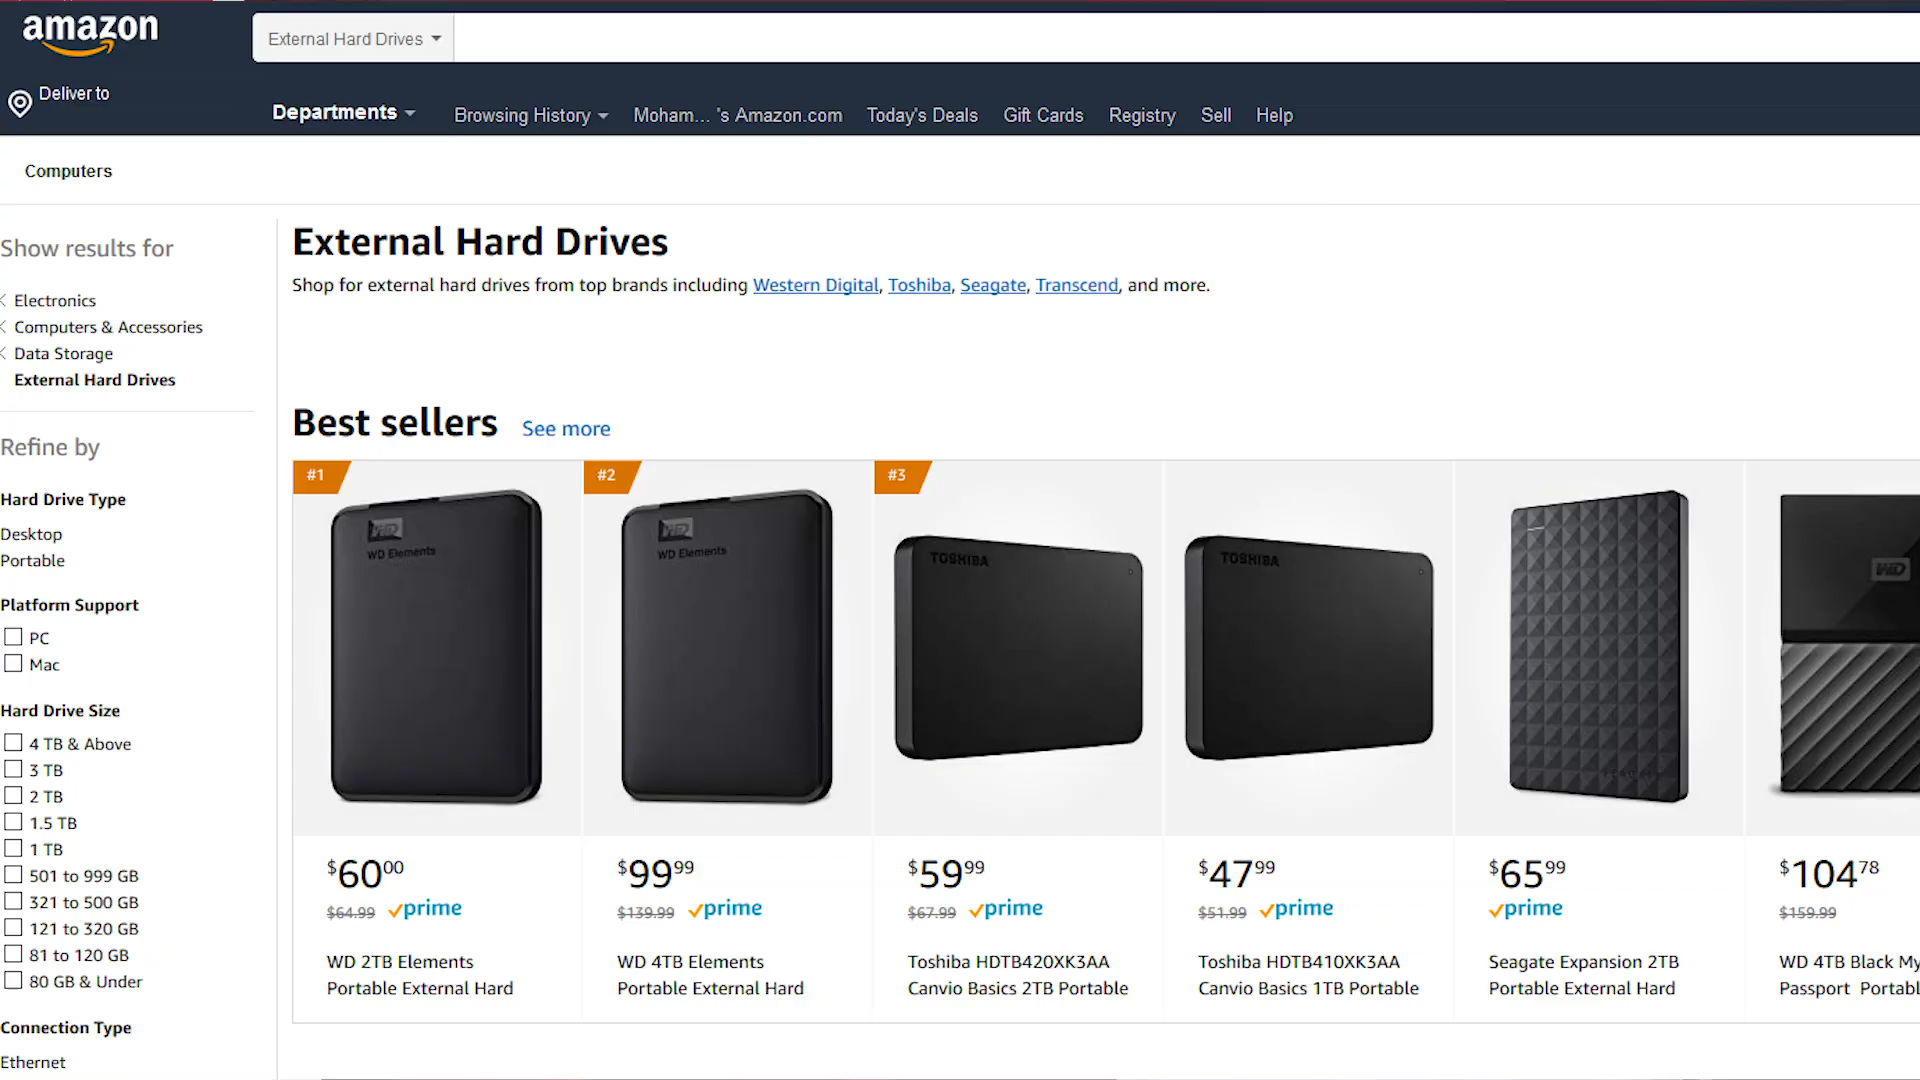 amazon
External Hard Drives
Deliver to
Departments
Browsing History
Moham... 's Amazon.com
Today's Deals
Gift Cards
Registry
Sell
Help
Computers
Show results for
Electronics
Computers & Accessories
Data Storage
External Hard Drives
Refine by
Hard Drive Type
Desktop
Portable
Platform Support
PC
Mac
Hard Drive Size
4 TB & Above
3 TB
2 TB
1.5 TB
1 TB
501 to 999 GB
321 to 500 GB
121 to 320 GB
81 to 120 GB
80 GB & Under
Connection Type
Ethernet
External Hard Drives
Shop for external hard drives from top brands including Western Digital, Toshiba, Seagate, Transcend, and more.
Best sellers See more
#1
WD
WD Elements
$60.00
$64.99 prime
WD 2TB Elements
Portable External Hard
#2
WD
WD Elements
$99.99
$139.99 prime
WD 4TB Elements
Portable External Hard
#3
TOSHIBA
$59.99
$67.99 prime
Toshiba HDTB420XK3AA
Canvio Basics 2TB Portable
TOSHIBA
$47.99
$51.99 prime
Toshiba HDTB410XK3AA
Canvio Basics 1TB Portable
Seagate
$65.99
prime
Seagate Expansion 2TB
Portable External Hard
WD
$104.78
$159.99
WD 4TB Black My
Passport Portabl